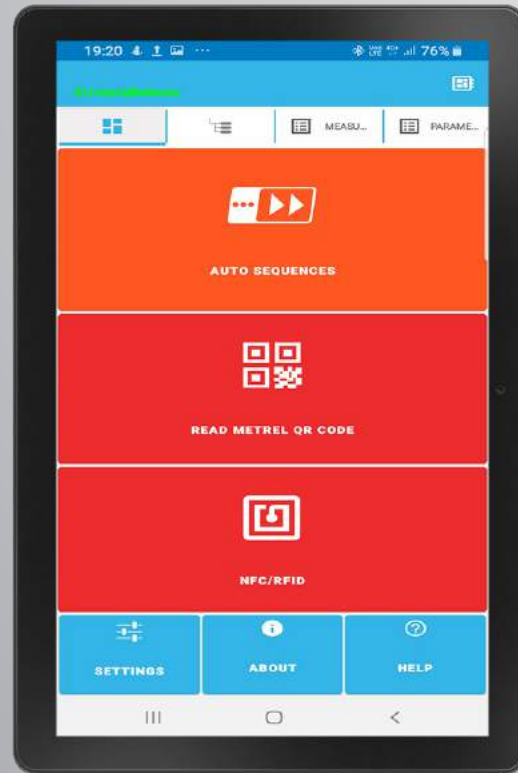 19:20 ... 76%
MEASU... PARAME...
AUTO SEQUENCES
READ METREL QR CODE
NFC/RFID
SETTINGS ABOUT HELP